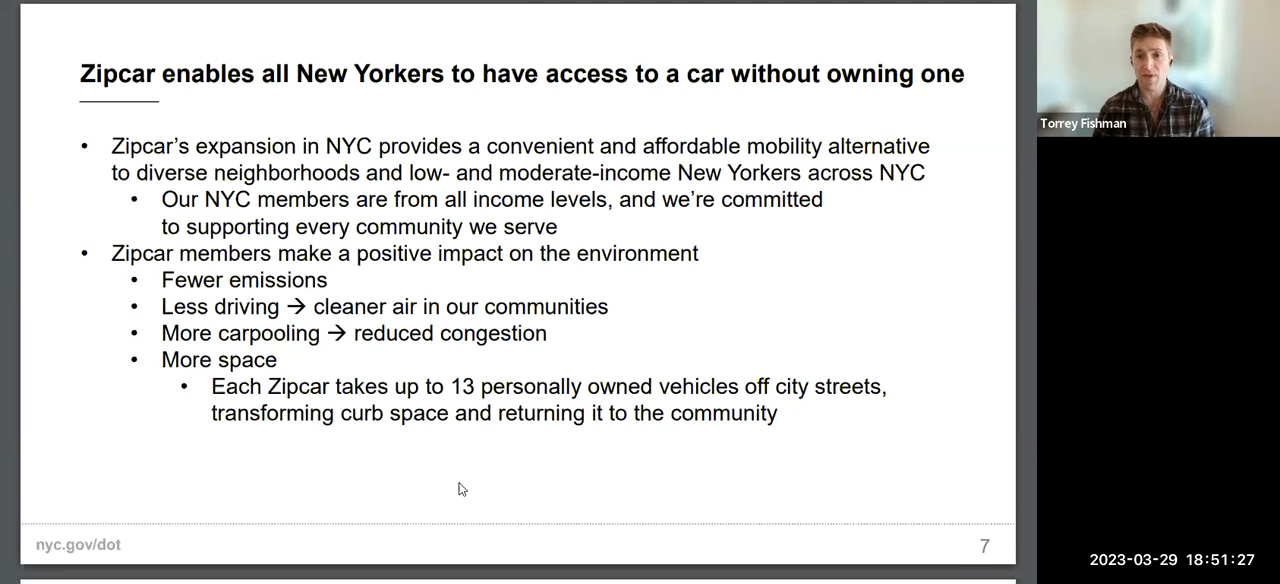 Zipcar enables all New Yorkers to have access to a car without owning one
• Zipcar’s expansion in NYC provides a convenient and affordable mobility alternative
to diverse neighborhoods and low- and moderate-income New Yorkers across NYC
• Our NYC members are from all income levels, and we’re committed
to supporting every community we serve
• Zipcar members make a positive impact on the environment
• Fewer emissions
• Less driving → cleaner air in our communities
• More carpooling → reduced congestion
• More space
• Each Zipcar takes up to 13 personally owned vehicles off city streets,
transforming curb space and returning it to the community
nyc.gov/dot
7
Torrey Fishman
2023-03-29 18:51:27